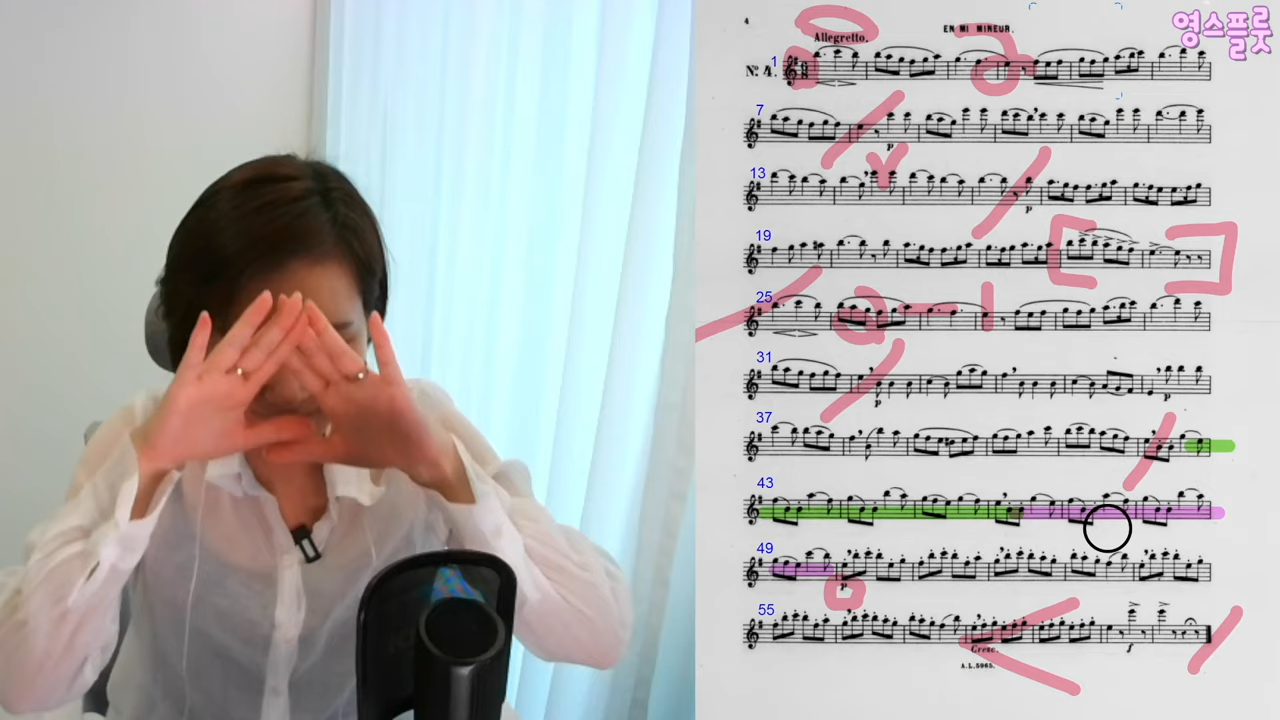 영스플룻
4
EN MI MINEUR.
Allegretto.
Nº 4.
1
7
p
13
p
19
25
31
p
p
37
43
49
p
55
Cresc.
f
A.L.5965.